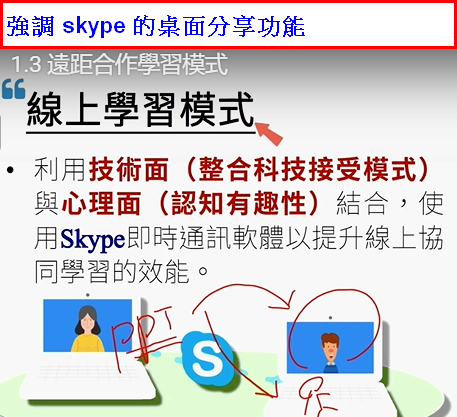 強調 skype 的桌面分享功能
1.3 遠距合作學習模式
線上學習模式
• 利用技術面（整合科技接受模式）
與心理面（認知有趣性）結合，使
用Skype即時通訊軟體以提升線上協
同學習的效能。
PPT
S